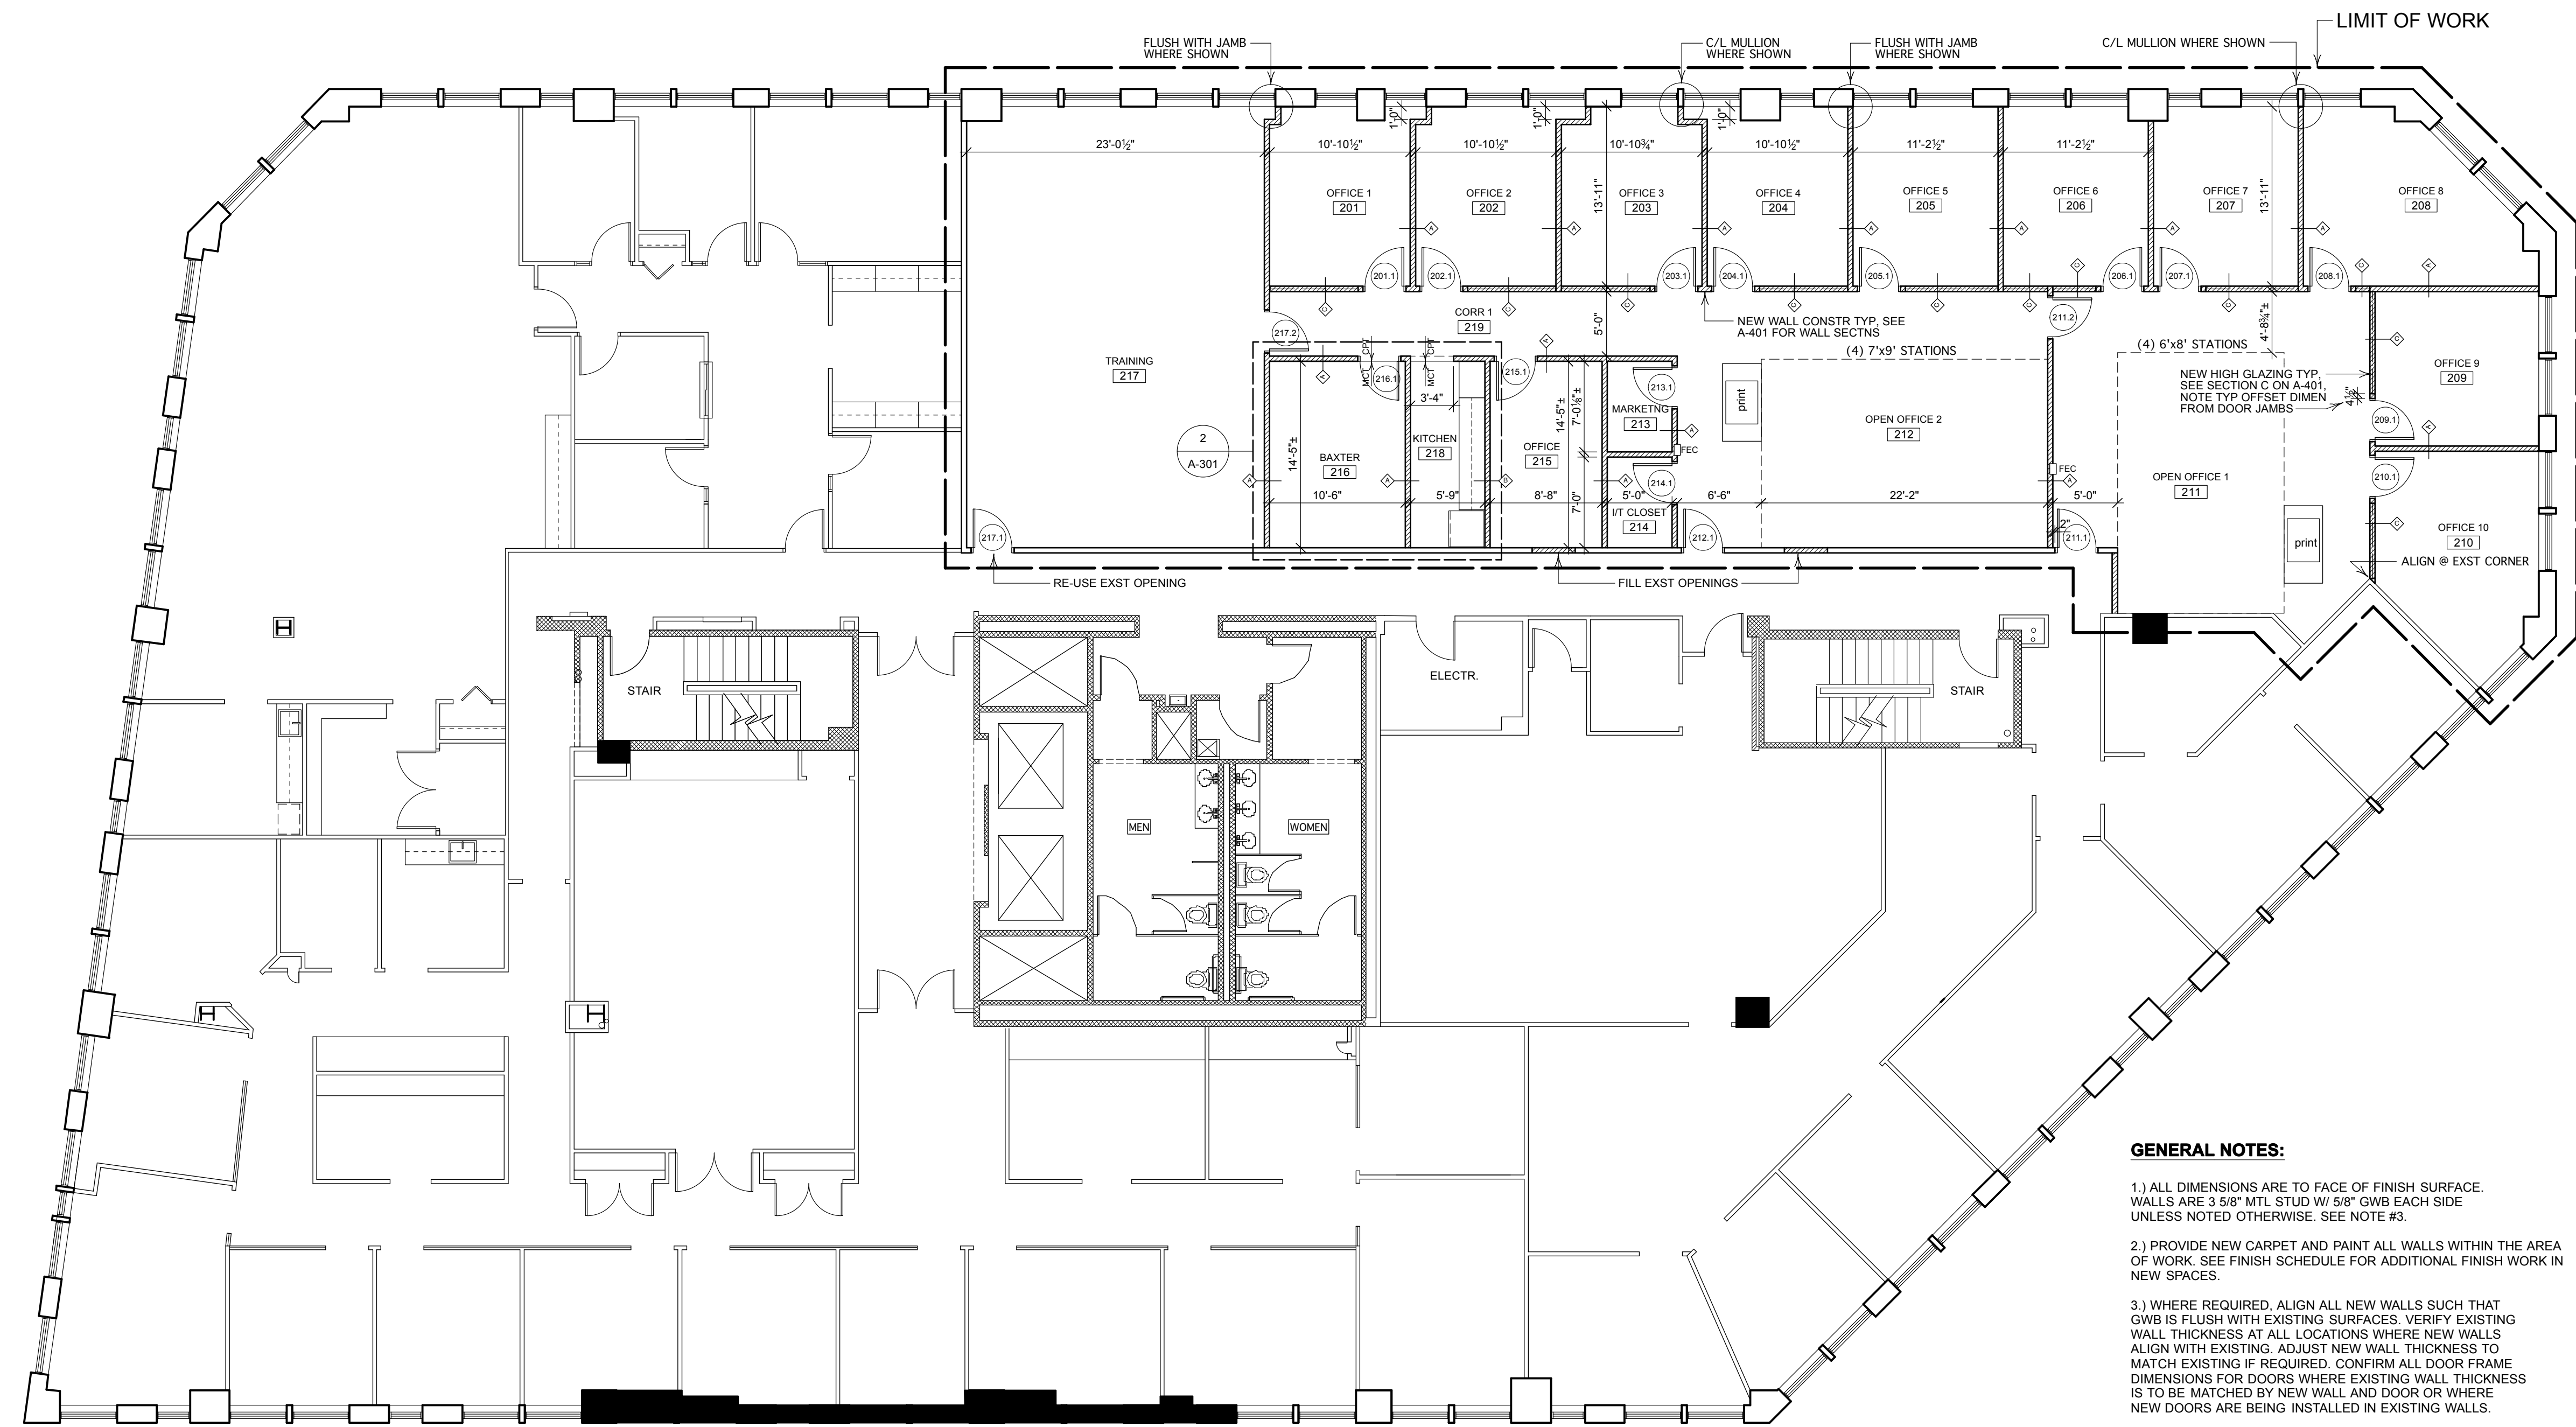 LIMIT OF WORK
FLUSH WITH JAMB
WHERE SHOWN
C/L MULLION
WHERE SHOWN
FLUSH WITH JAMB
WHERE SHOWN
C/L MULLION WHERE SHOWN
1'-0"
1'-0"
1'-0"
23'-0½"
10'-10½"
10'-10½"
10'-10¾"
10'-10½"
11'-2½"
11'-2½"
OFFICE 1
201
OFFICE 2
202
13'-11"
OFFICE 3
203
OFFICE 4
204
OFFICE 5
205
OFFICE 6
206
OFFICE 7
207
13'-11"
OFFICE 8
208
A
A
A
A
A
A
A
201.1
202.1
203.1
204.1
205.1
206.1
207.1
208.1
C
C
A
C
C
C
C
C
C
C
CORR 1
219
5'-0"
NEW WALL CONSTR TYP, SEE
A-401 FOR WALL SECTNS
211.2
4'-8¾"±
217.2
CPT
CPT
A
C
(4) 7'x9' STATIONS
(4) 6'x8' STATIONS
TRAINING
217
A
MCT
216.1
MCT
215.1
213.1
OFFICE 9
209
NEW HIGH GLAZING TYP,
SEE SECTION C ON A-401,
NOTE TYP OFFSET DIMEN
FROM DOOR JAMBS
4½"
3'-4"
print
14'-5"±
7'-0⅛"±
MARKETNG
213
OPEN OFFICE 2
212
209.1
A
A
2
A-301
KITCHEN
218
OFFICE
215
FEC
BAXTER
216
14'-5"±
FEC
OPEN OFFICE 1
211
210.1
A
A
B
A
A
214.1
10'-6"
5'-9"
8'-8"
5'-0"
6'-6"
22'-2"
5'-0"
7'-0"
I/T CLOSET
214
2"
C
OFFICE 10
210
217.1
212.1
211.1
print
ALIGN @ EXST CORNER
RE-USE EXST OPENING
FILL EXST OPENINGS
STAIR
ELECTR.
STAIR
MEN
WOMEN
GENERAL NOTES:
1.) ALL DIMENSIONS ARE TO FACE OF FINISH SURFACE.
WALLS ARE 3 5/8" MTL STUD W/ 5/8" GWB EACH SIDE
UNLESS NOTED OTHERWISE. SEE NOTE #3.
2.) PROVIDE NEW CARPET AND PAINT ALL WALLS WITHIN THE AREA
OF WORK. SEE FINISH SCHEDULE FOR ADDITIONAL FINISH WORK IN
NEW SPACES.
3.) WHERE REQUIRED, ALIGN ALL NEW WALLS SUCH THAT
GWB IS FLUSH WITH EXISTING SURFACES. VERIFY EXISTING
WALL THICKNESS AT ALL LOCATIONS WHERE NEW WALLS
ALIGN WITH EXISTING. ADJUST NEW WALL THICKNESS TO
MATCH EXISTING IF REQUIRED. CONFIRM ALL DOOR FRAME
DIMENSIONS FOR DOORS WHERE EXISTING WALL THICKNESS
IS TO BE MATCHED BY NEW WALL AND DOOR OR WHERE
NEW DOORS ARE BEING INSTALLED IN EXISTING WALLS.